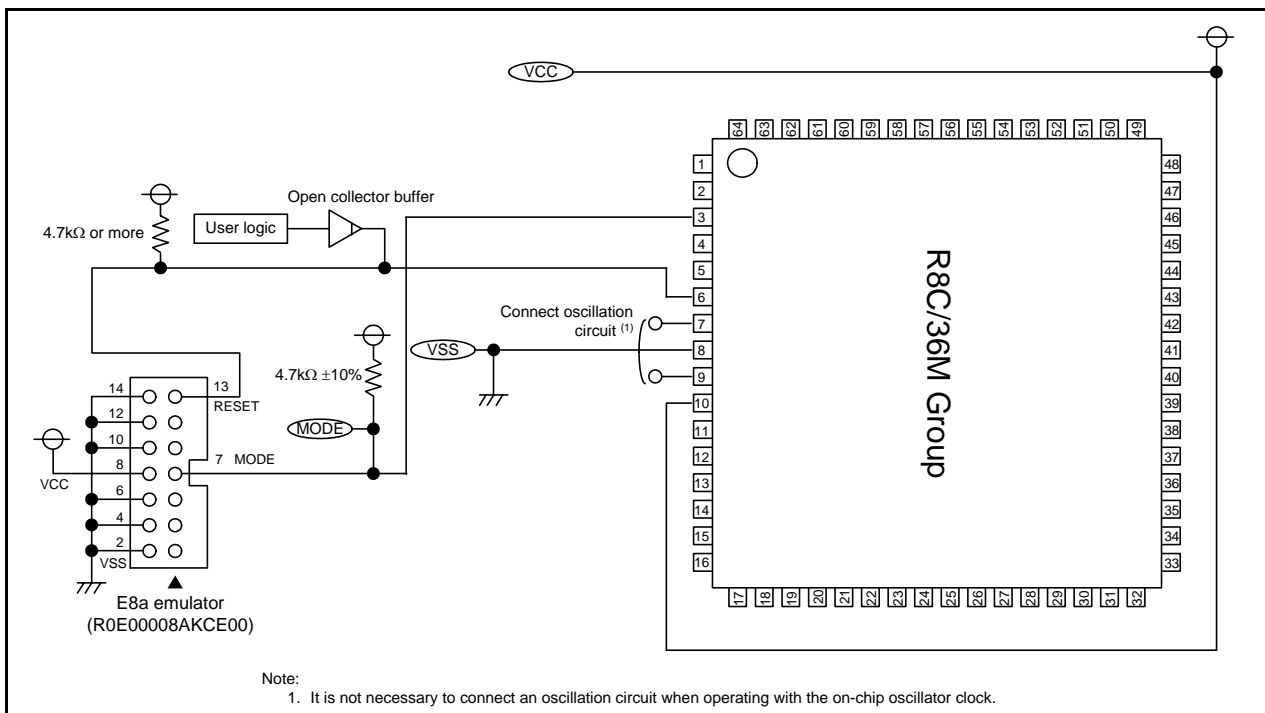 VCC
64 63 62 61 60 59 58 57 56 55 54 53 52 51 50 49
1
2
3
4
5
6
7
8
9
10
11
12
13
14
15
16
48
47
46
45
44
43
42
41
40
39
38
37
36
35
34
33
17 18 19 20 21 22 23 24 25 26 27 28 29 30 31 32
R8C/36M Group
Open collector buffer
User logic
4.7kΩ or more
Connect oscillation
circuit (1)
VSS
4.7kΩ ±10%
MODE
14
13
RESET
12
10
8
7 MODE
VCC
6
4
2
VSS
E8a emulator
(R0E00008AKCE00)
Note:
1. It is not necessary to connect an oscillation circuit when operating with the on-chip oscillator clock.